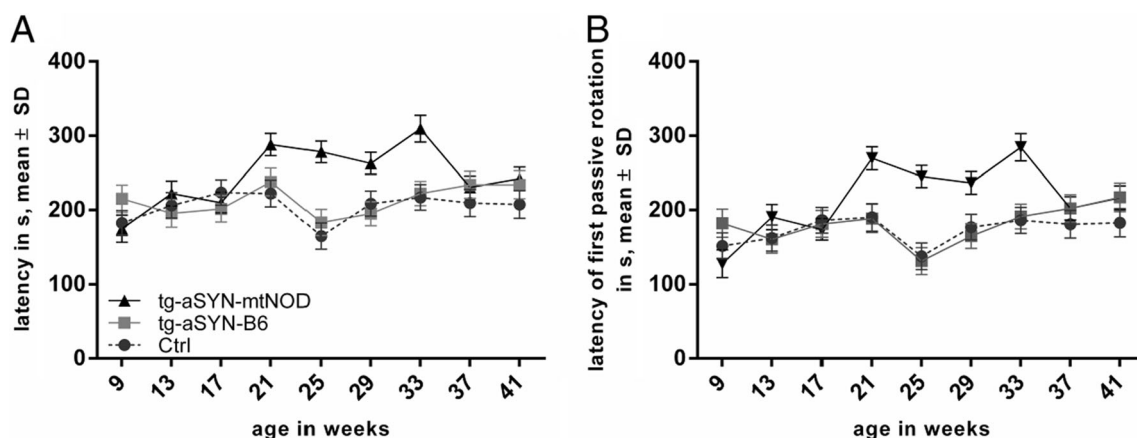 A
latency in s, mean ± SD
400
300
200
100
0
tg-aSYN-mtNOD
tg-aSYN-B6
Ctrl
9 13 17 21 25 29 33 37 41
age in weeks
B
latency of first passive rotation
in s, mean ± SD
400
300
200
100
0
9 13 17 21 25 29 33 37 41
age in weeks